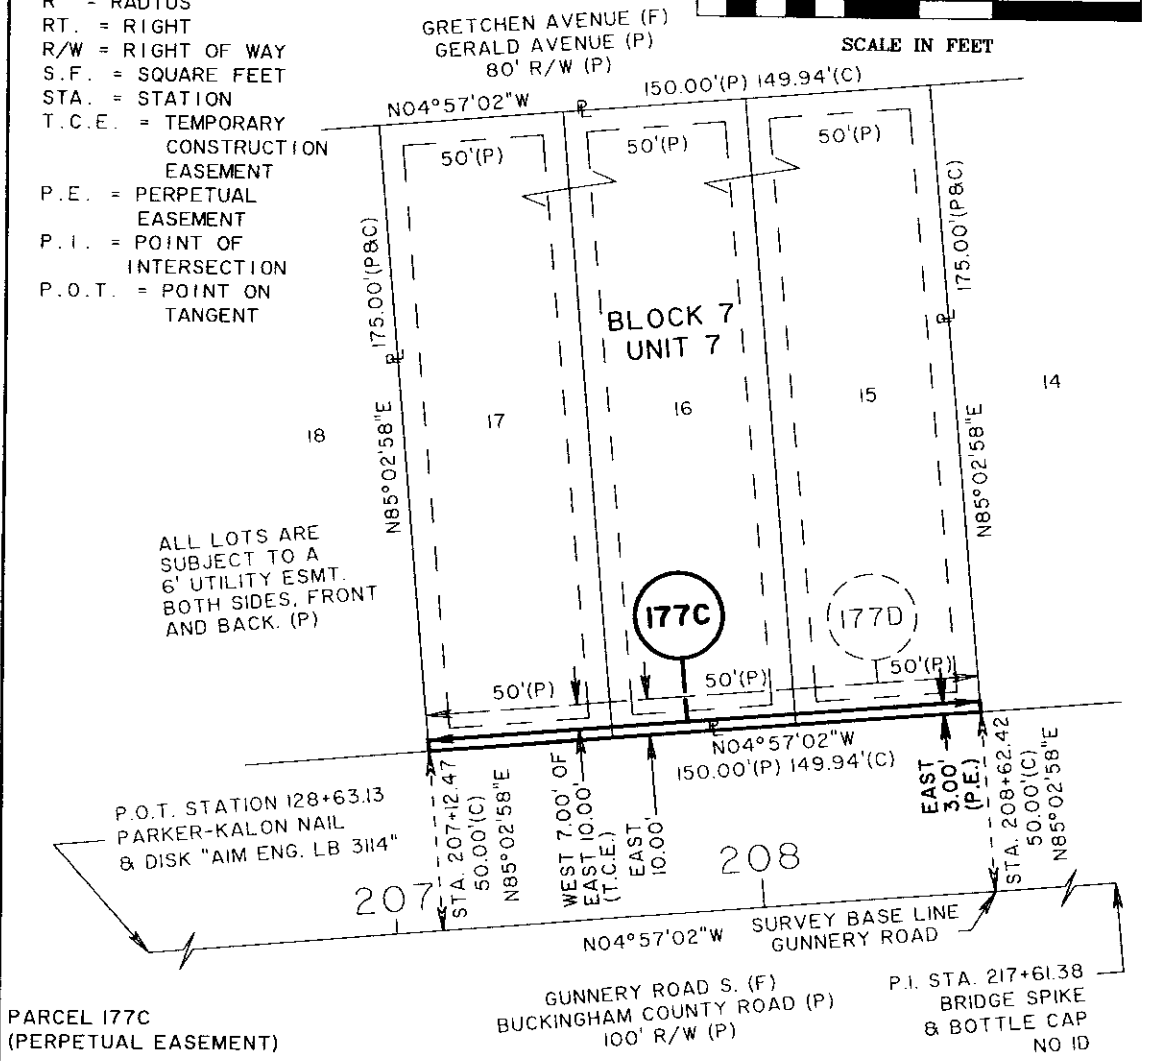 R = RADIUS
RT. = RIGHT
R/W = RIGHT OF WAY
S.F. = SQUARE FEET
STA. = STATION
T.C.E. = TEMPORARY
CONSTRUCTION
EASEMENT
P.E. = PERPETUAL
EASEMENT
P.I. = POINT OF
INTERSECTION
P.O.T. = POINT ON
TANGENT
GRETCHEN AVENUE (F)
GERALD AVENUE (P)
80' R/W (P)
SCALE IN FEET
N04°57'02"W
150.00'(P) 149.94'(C)
50'(P)
50'(P)
50'(P)
175.00'(P&C)
N85°02'58"E
175.00'(P&C)
N85°02'58"E
BLOCK 7
UNIT 7
18
17
16
15
14
ALL LOTS ARE
SUBJECT TO A
6' UTILITY ESMT.
BOTH SIDES, FRONT
AND BACK. (P)
177C
177D
50'(P)
50'(P)
50'(P)
N04°57'02"W
150.00'(P) 149.94'(C)
P.O.T. STATION 128+63.13
PARKER-KALON NAIL
& DISK "AIM ENG. LB 3114"
STA. 207+12.47
50.00'(C)
N85°02'58"E
WEST 7.00' OF
EAST 10.00'
(T.C.E.)
EAST
10.00'
EAST
3.00'
(P.E.)
STA. 208+62.42
50.00'(C)
N85°02'58"E
207
208
N04°57'02"W
SURVEY BASE LINE
GUNNERY ROAD
GUNNERY ROAD S. (F)
BUCKINGHAM COUNTY ROAD (P)
100' R/W (P)
P.I. STA. 217+61.38
BRIDGE SPIKE
& BOTTLE CAP
NO ID
PARCEL 177C
(PERPETUAL EASEMENT)